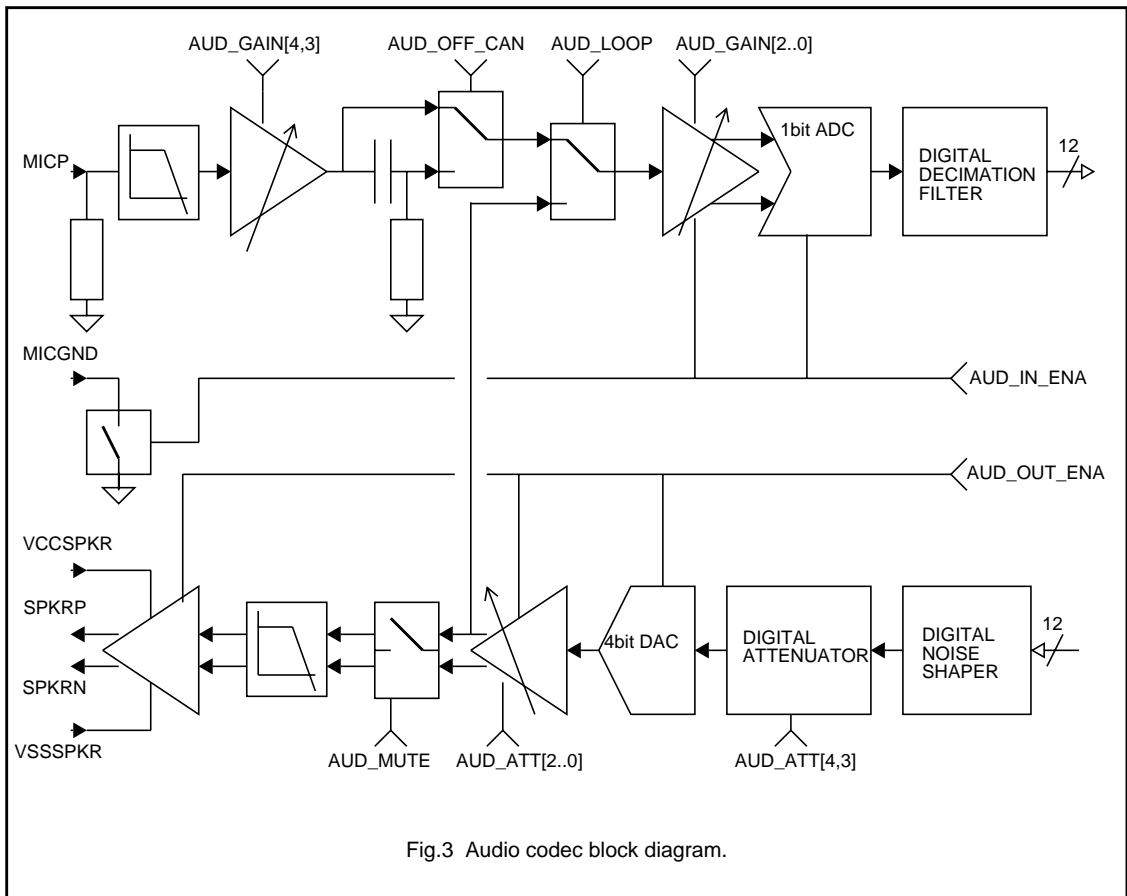 AUD_GAIN[4,3]
AUD_OFF_CAN
AUD_LOOP
AUD_GAIN[2..0]
MICP
1bit ADC
DIGITAL
DECIMATION
FILTER
12
MICGND
AUD_IN_ENA
AUD_OUT_ENA
VCCSPKR
SPKRP
SPKRN
VSSSPKR
4bit DAC
DIGITAL
ATTENUATOR
DIGITAL
NOISE
SHAPER
12
AUD_MUTE
AUD_ATT[2..0]
AUD_ATT[4,3]
Fig.3 Audio codec block diagram.